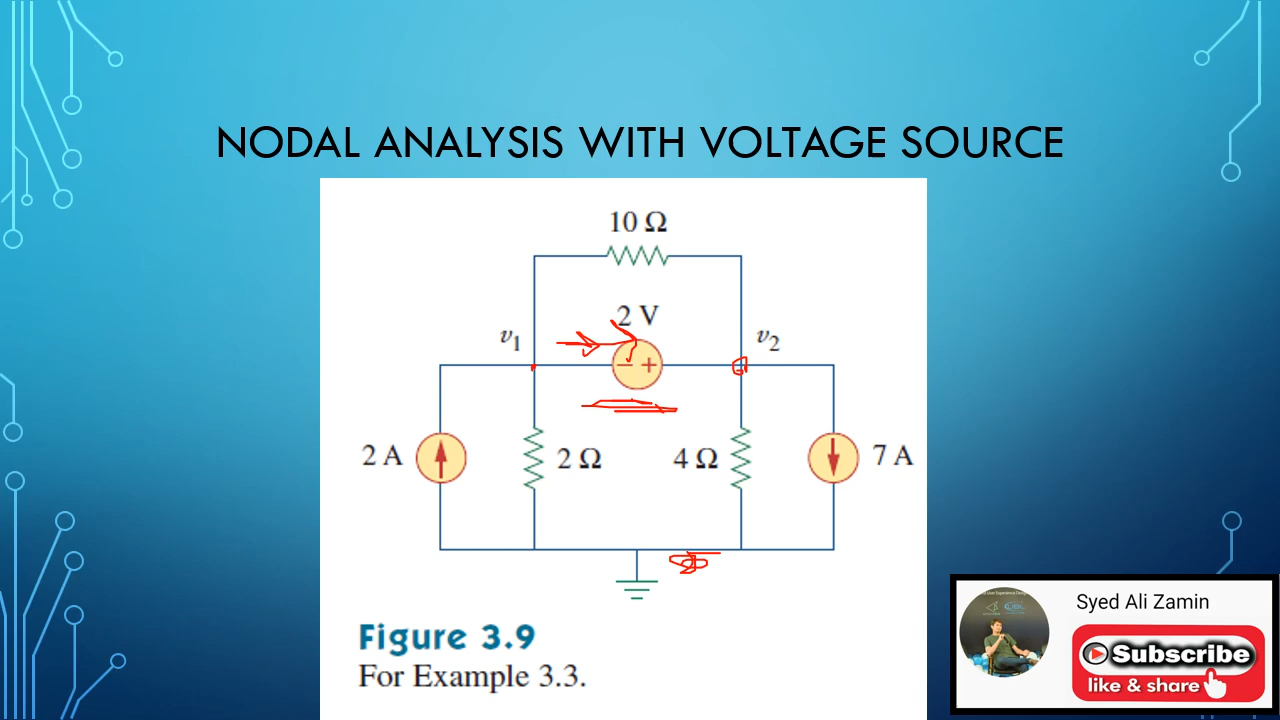 NODAL ANALYSIS WITH VOLTAGE SOURCE
10 Ω
2 V
v1
v2
− +
2 A
2 Ω
4 Ω
7 A
Figure 3.9
For Example 3.3.
Syed Ali Zamin
Subscribe
like & share